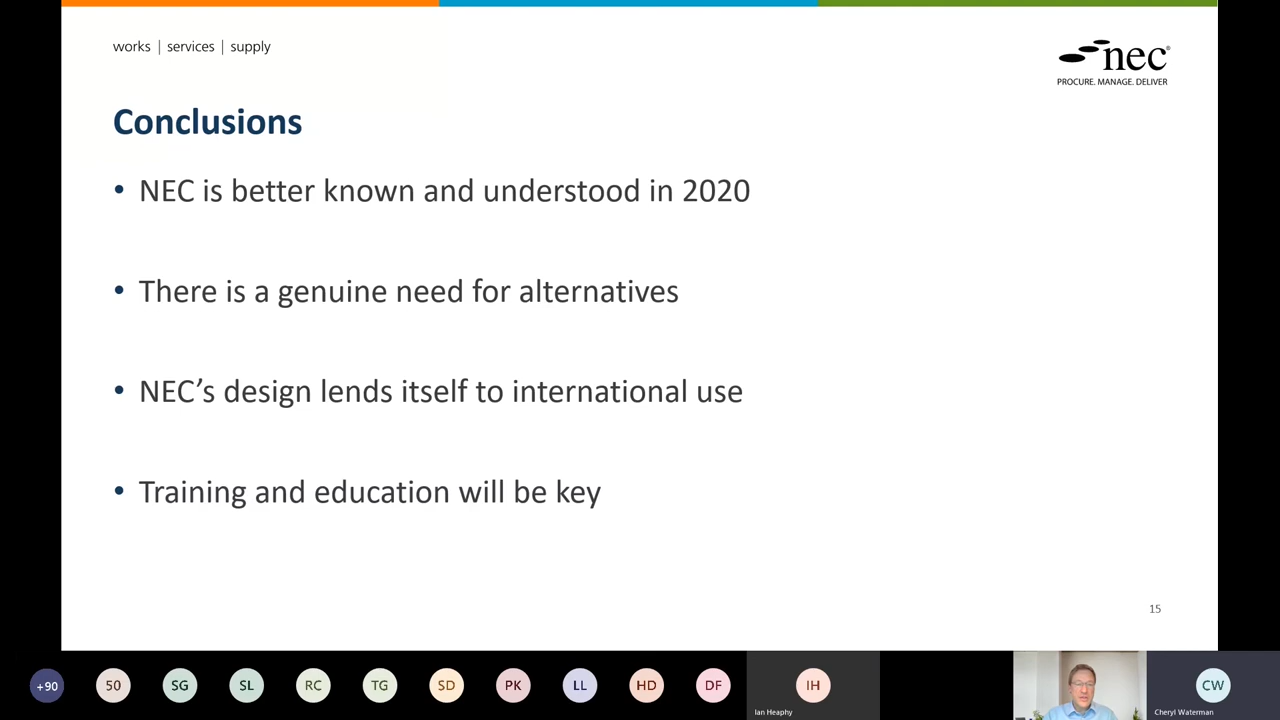 works | services | supply
nec®
PROCURE. MANAGE. DELIVER
Conclusions
• NEC is better known and understood in 2020
• There is a genuine need for alternatives
• NEC’s design lends itself to international use
• Training and education will be key
15
+90 50 SG SL RC TG SD PK LL HD DF IH CW
Ian Heaphy Cheryl Waterman